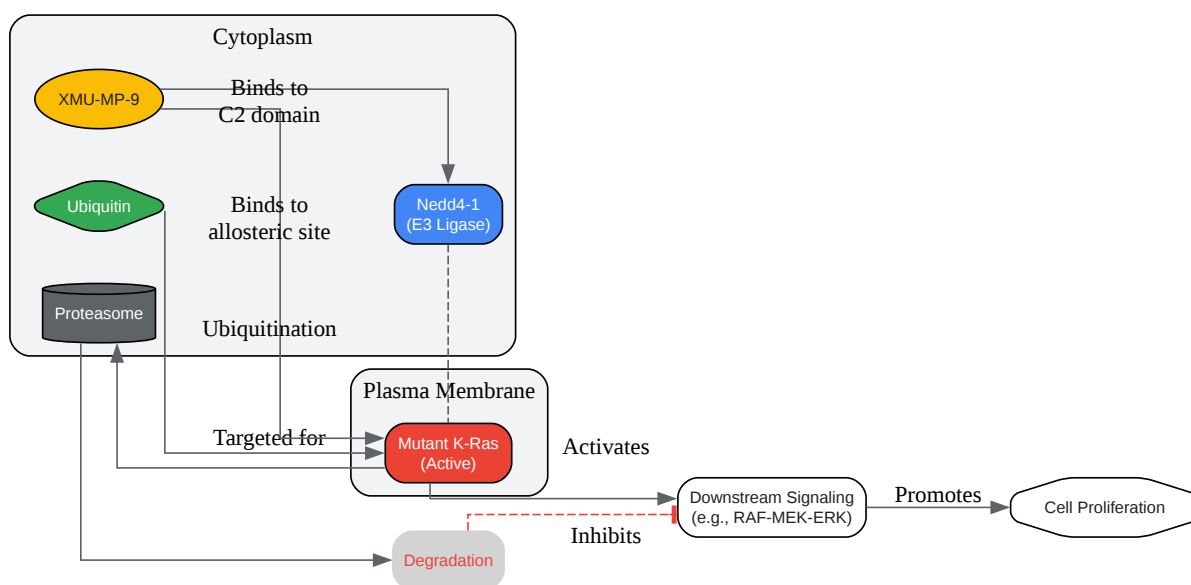 Cytoplasm
XMU-MP-9
Binds to
C2 domain
Ubiquitin
Binds to
allosteric site
Nedd4-1
(E3 Ligase)
Proteasome
Ubiquitination
Plasma Membrane
Targeted for
Mutant K-Ras
(Active)
Activates
Downstream Signaling
(e.g., RAF-MEK-ERK)
Promotes
Cell Proliferation
Inhibits
Degradation